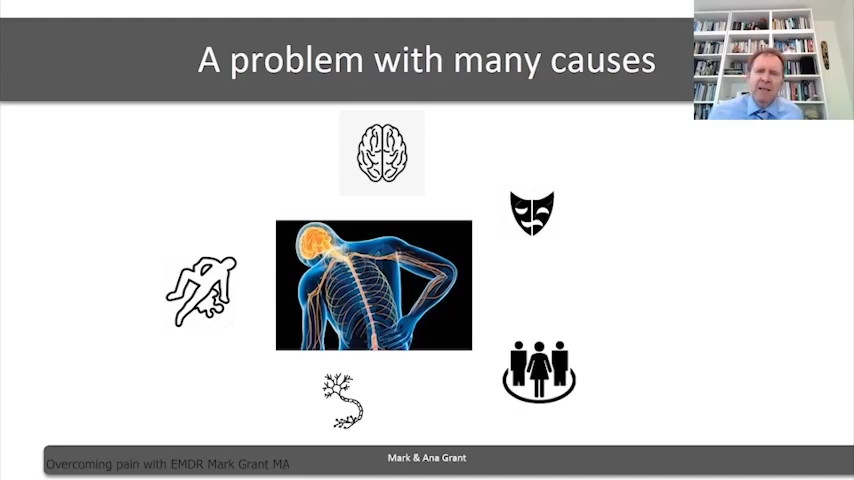 A problem with many causes
Mark & Ana Grant
Overcoming pain with EMDR Mark Grant MA